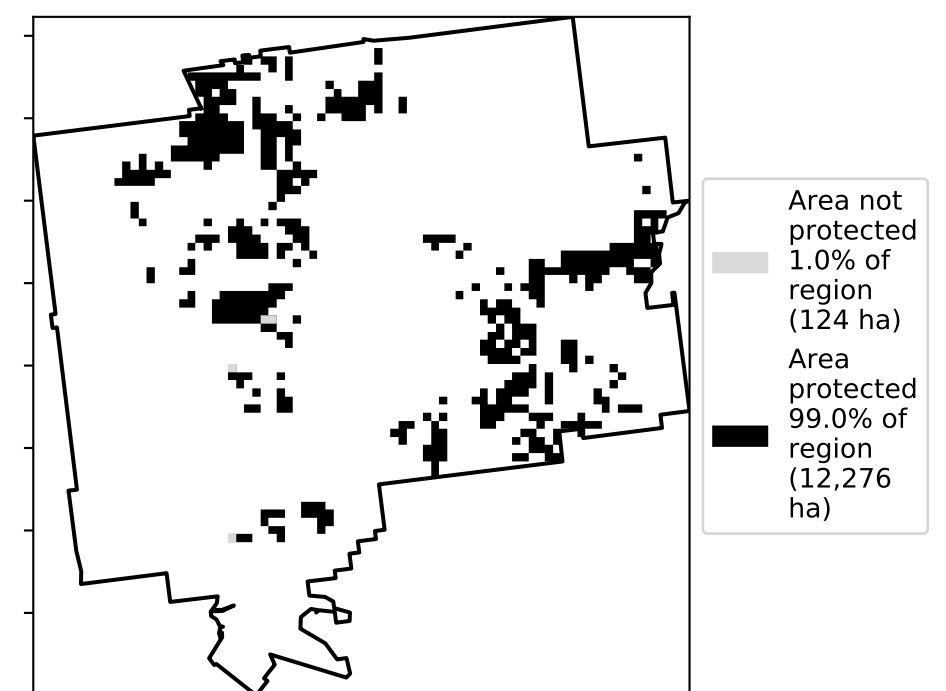 Area not
protected
1.0% of
region
(124 ha)
Area
protected
99.0% of
region
(12,276
ha)